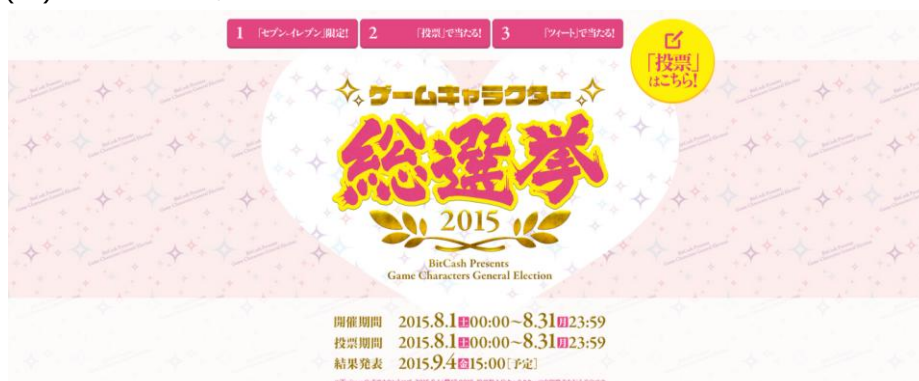 1 「セブン-イレブン」限定!
2 「投票」で当たる!
3 「ツイート」で当たる!
「投票」
はこちら!
ゲームキャラクター
総選挙
2015
BitCash Presents
Game Characters General Election
開催期間 2015.8.1土00:00~8.31月23:59
投票期間 2015.8.1土00:00~8.31月23:59
結果発表 2015.9.4金15:00[予定]